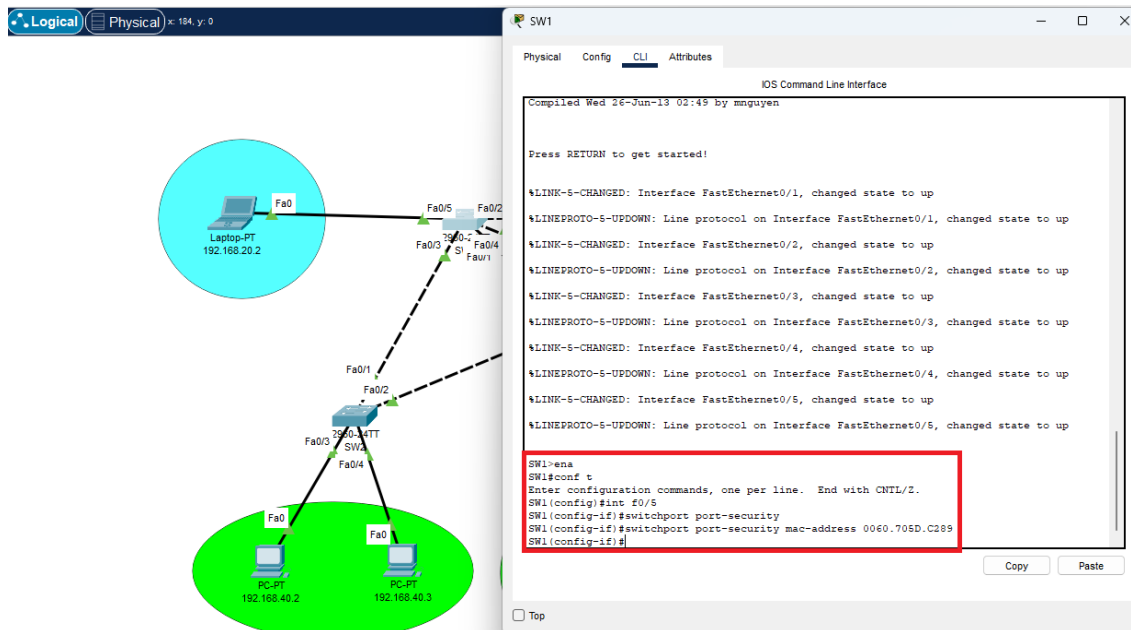 Logical Physical x: 184, y: 0
Fa0
Laptop-PT
192.168.20.2
Fa0/5
Fa0/2
Fa0/3
Fa0/4
Fa0/1
Fa0/1
Fa0/2
2960-24TT
SW2
Fa0/3
Fa0/4
Fa0
Fa0
PC-PT
192.168.40.2
PC-PT
192.168.40.3
SW1
Physical Config CLI Attributes
IOS Command Line Interface
Compiled Wed 26-Jun-13 02:49 by mnguyen
Press RETURN to get started!
%LINK-5-CHANGED: Interface FastEthernet0/1, changed state to up
%LINEPROTO-5-UPDOWN: Line protocol on Interface FastEthernet0/1, changed state to up
%LINK-5-CHANGED: Interface FastEthernet0/2, changed state to up
%LINEPROTO-5-UPDOWN: Line protocol on Interface FastEthernet0/2, changed state to up
%LINK-5-CHANGED: Interface FastEthernet0/3, changed state to up
%LINEPROTO-5-UPDOWN: Line protocol on Interface FastEthernet0/3, changed state to up
%LINK-5-CHANGED: Interface FastEthernet0/4, changed state to up
%LINEPROTO-5-UPDOWN: Line protocol on Interface FastEthernet0/4, changed state to up
%LINK-5-CHANGED: Interface FastEthernet0/5, changed state to up
%LINEPROTO-5-UPDOWN: Line protocol on Interface FastEthernet0/5, changed state to up
SW1>ena
SW1#conf t
Enter configuration commands, one per line. End with CNTL/Z.
SW1(config)#int f0/5
SW1(config-if)#switchport port-security
SW1(config-if)#switchport port-security mac-address 0060.705D.C289
SW1(config-if)#
Copy Paste
Top